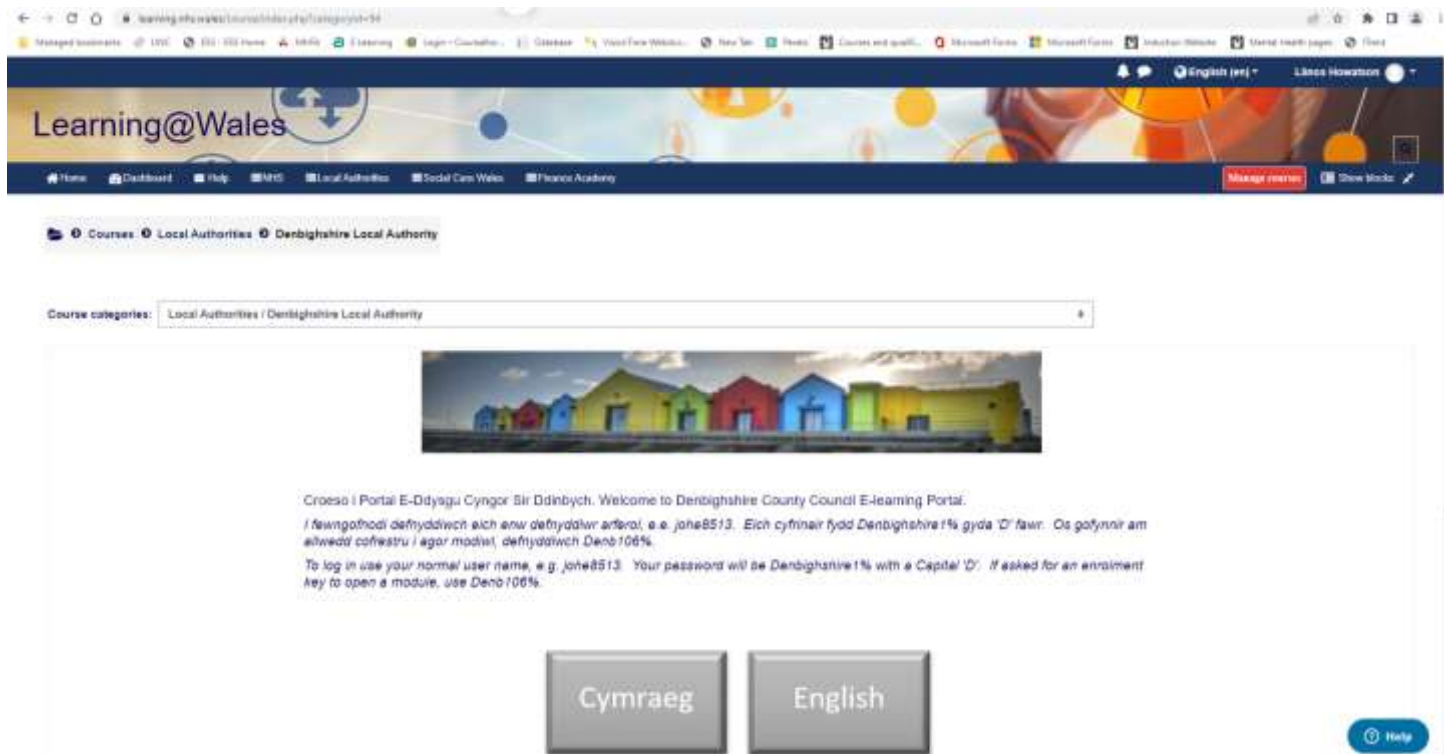 Managed bookmarks
English (en)
Llinos Howatson
Learning@Wales
Home Dashboard Help NHS Local Authorities Social Care Wales Finance Academy
Manage courses Show blocks
Courses Local Authorities Denbighshire Local Authority
Course categories: Local Authorities / Denbighshire Local Authority
Croeso I Portal E-Ddysgu Cyngor Sir Ddinbych. Welcome to Denbighshire County Council E-learning Portal.
I fewngofnodi defnyddiwch eich enw defnyddiwr arferol, e.e. johe8513. Eich cyfrinair fydd Denbighshire1% gyda 'D' fawr. Os gofynnir am
allwedd cofrestru i agor modiwl, defnyddiwch Denb106%.
To log in use your normal user name, e.g. johe8513. Your password will be Denbighshire1% with a Capital 'D'. If asked for an enrolment
key to open a module, use Denb106%.
Cymraeg English
Help